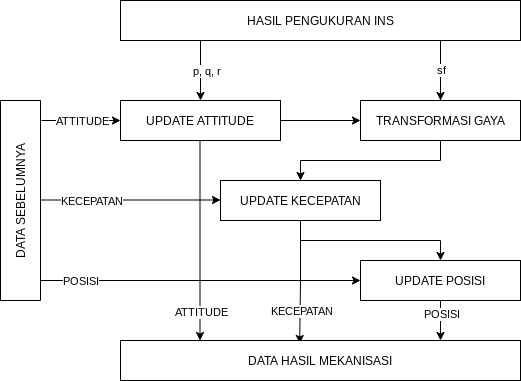 HASIL PENGUKURAN INS
p, q, r
sf
ATTITUDE
UPDATE ATTITUDE
TRANSFORMASI GAYA
DATA SEBELUMNYA
KECEPATAN
UPDATE KECEPATAN
POSISI
UPDATE POSISI
ATTITUDE
KECEPATAN
POSISI
DATA HASIL MEKANISASI